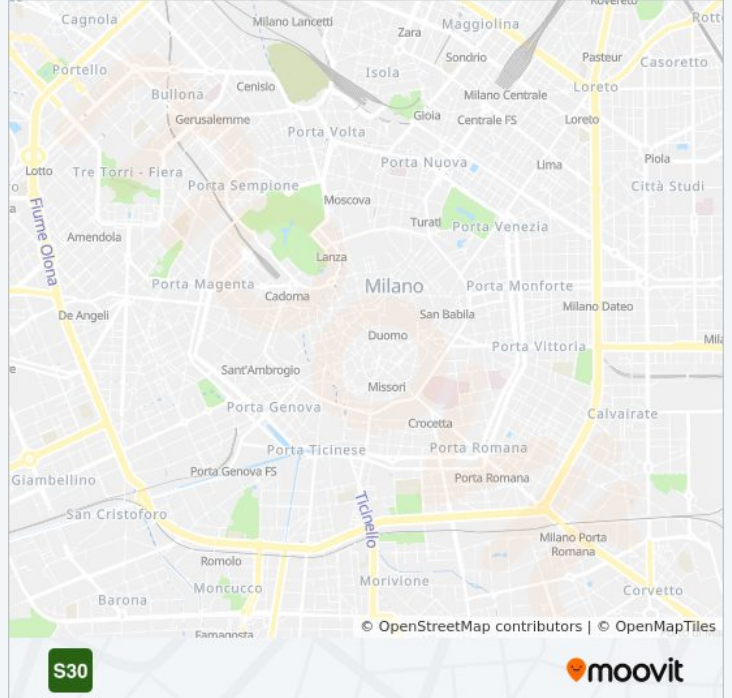 Rovereto
Cagnola
Milano Lancetti
Maggiolina
Rott
Zara
Sondrio
Pasteur
Casoretto
Portello
Isola
Bullona
Cenisio
Milano Centrale
Loreto
Gerusalemme
Gioia
Centrale FS
Loreto
Porta Volta
Lotto
Tre Torri - Fiera
Porta Nuova
Lima
Piola
Porta Sempione
Città Studi
Moscova
Fiume Olona
Turati
Porta Venezia
Amendola
Lanza
Porta Magenta
Milano
Porta Monforte
Cadorna
Milano Dateo
De Angeli
San Babila
Duomo
Porta Vittoria
Mila
Sant'Ambrogio
Missori
Porta Genova
Crocetta
Calvairate
Porta Ticinese
Porta Romana
Giambellino
Porta Genova FS
Porta Romana
San Cristoforo
Ticinello
Milano Porta
Romana
Romolo
Moncucco
Morivione
Corvetto
Barona
Famagosta
© OpenStreetMap contributors | © OpenMapTiles
S30
moovit